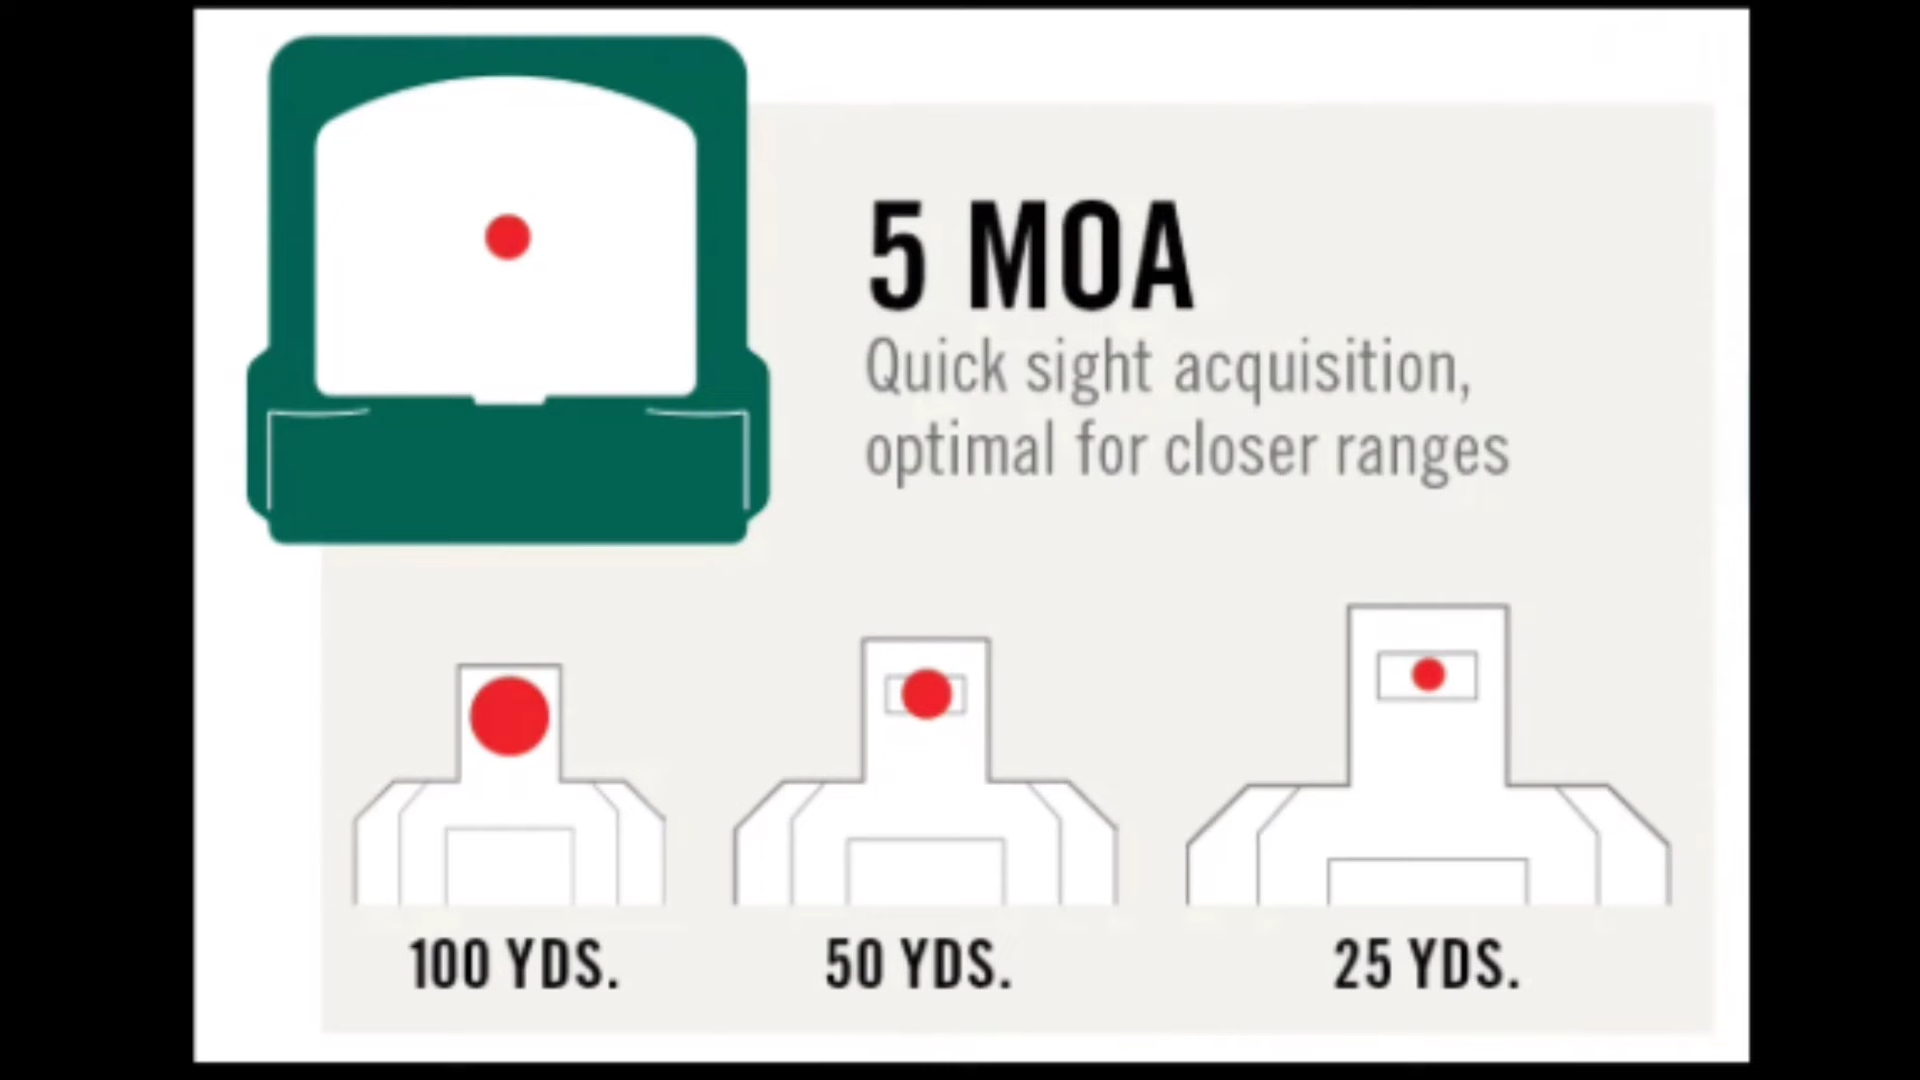 5 MOA
Quick sight acquisition,
optimal for closer ranges
100 YDS.
50 YDS.
25 YDS.